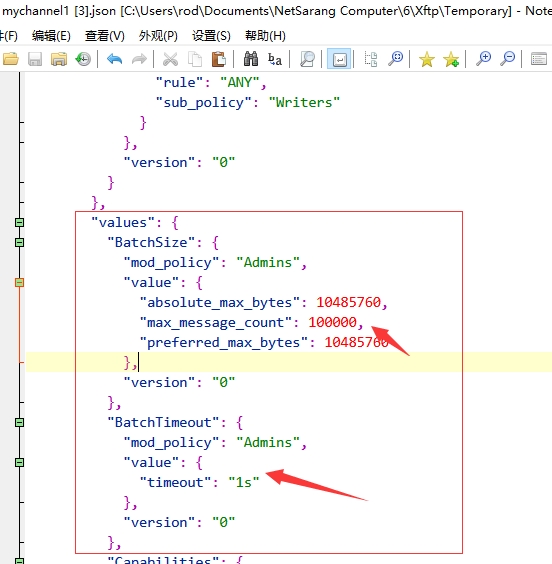 mychannel1 [3].json [C:\Users\rod\Documents\NetSarang Computer\6\Xftp\Temporary] - Note
(F) 编辑(E) 查看(V) 外观(P) 设置(S) 帮助(H)
"rule": "ANY",
"sub_policy": "Writers"
}
},
"version": "0"
}
},
"values": {
"BatchSize": {
"mod_policy": "Admins",
"value": {
"absolute_max_bytes": 10485760,
"max_message_count": 100000,
"preferred_max_bytes": 10485760
},
"version": "0"
},
"BatchTimeout": {
"mod_policy": "Admins",
"value": {
"timeout": "1s"
},
"version": "0"
},
"Capabilities": {